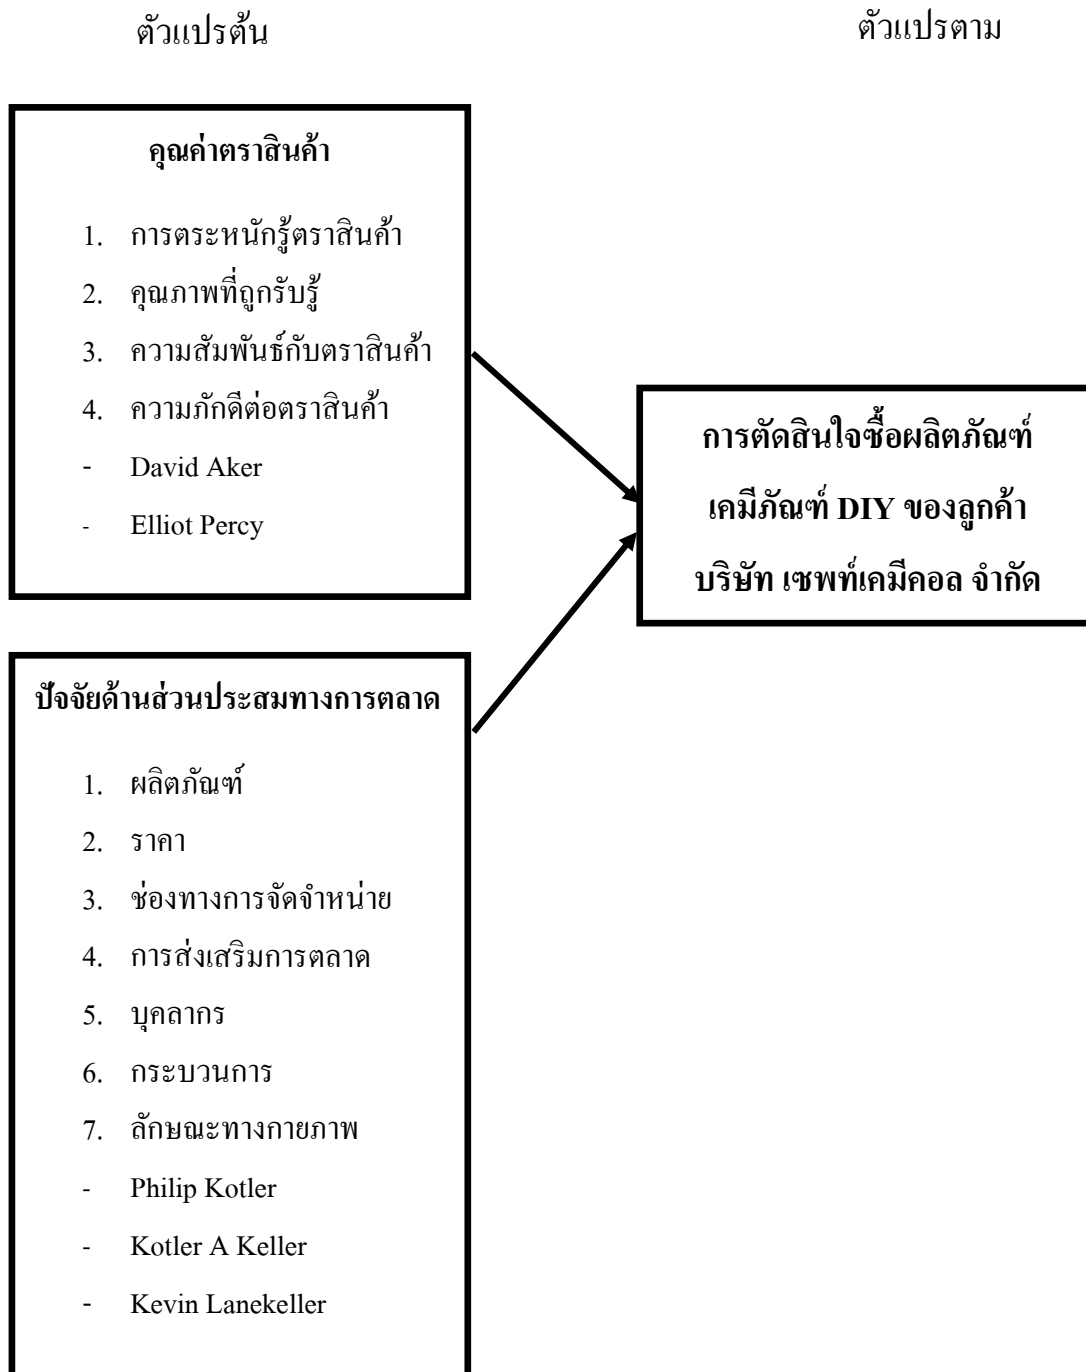 ตัวแปรต้น
ตัวแปรตาม
คุณค่าตราสินค้า
1. การตระหนักรู้ตราสินค้า
2. คุณภาพที่ถูกรับรู้
3. ความสัมพันธ์กับตราสินค้า
4. ความภักดีต่อตราสินค้า
- David Aker
- Elliot Percy
การตัดสินใจซื้อผลิตภัณฑ์
เคมีภัณฑ์ DIY ของลูกค้า
บริษัท เซพท์เคมีคอล จำกัด
ปัจจัยด้านส่วนประสมทางการตลาด
1. ผลิตภัณฑ์
2. ราคา
3. ช่องทางการจัดจำหน่าย
4. การส่งเสริมการตลาด
5. บุคลากร
6. กระบวนการ
7. ลักษณะทางกายภาพ
- Philip Kotler
- Kotler A Keller
- Kevin Lanekeller